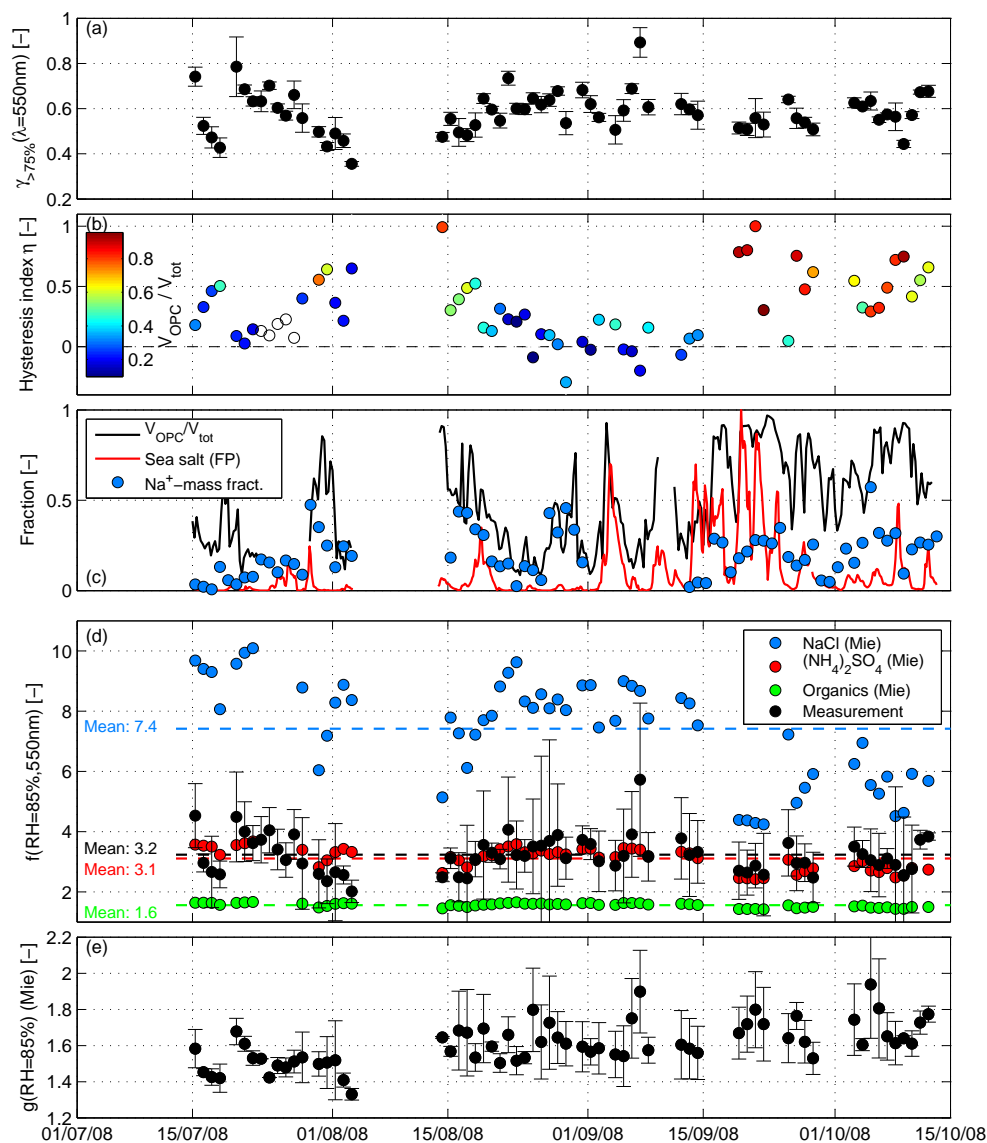 (a)
1
0.8
0.6
0.4
0.2
γ>75%(λ=550nm) [−]
(b)
1
0.5
0
Hysteresis index η [−]
0.8
0.6
0.4
0.2
V_OPC / V_tot
(c)
1
0.5
0
Fraction [−]
V_OPC/V_tot
Sea salt (FP)
Na⁺−mass fract.
(d)
10
8
6
4
2
f(RH=85%,550nm) [−]
NaCl (Mie)
(NH₄)₂SO₄ (Mie)
Organics (Mie)
Measurement
Mean: 7.4
Mean: 3.2
Mean: 3.1
Mean: 1.6
(e)
2.2
2
1.8
1.6
1.4
1.2
g(RH=85%) (Mie) [−]
01/07/08 15/07/08 01/08/08 15/08/08 01/09/08 15/09/08 01/10/08 15/10/08